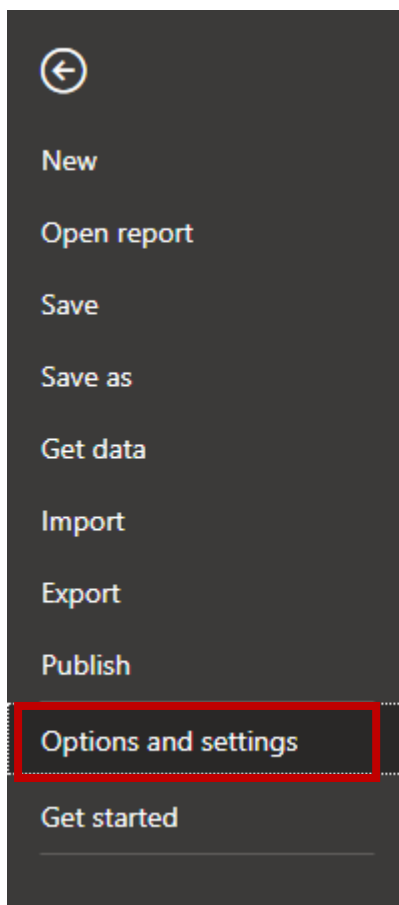 New
Open report
Save
Save as
Get data
Import
Export
Publish
Options and settings
Get started